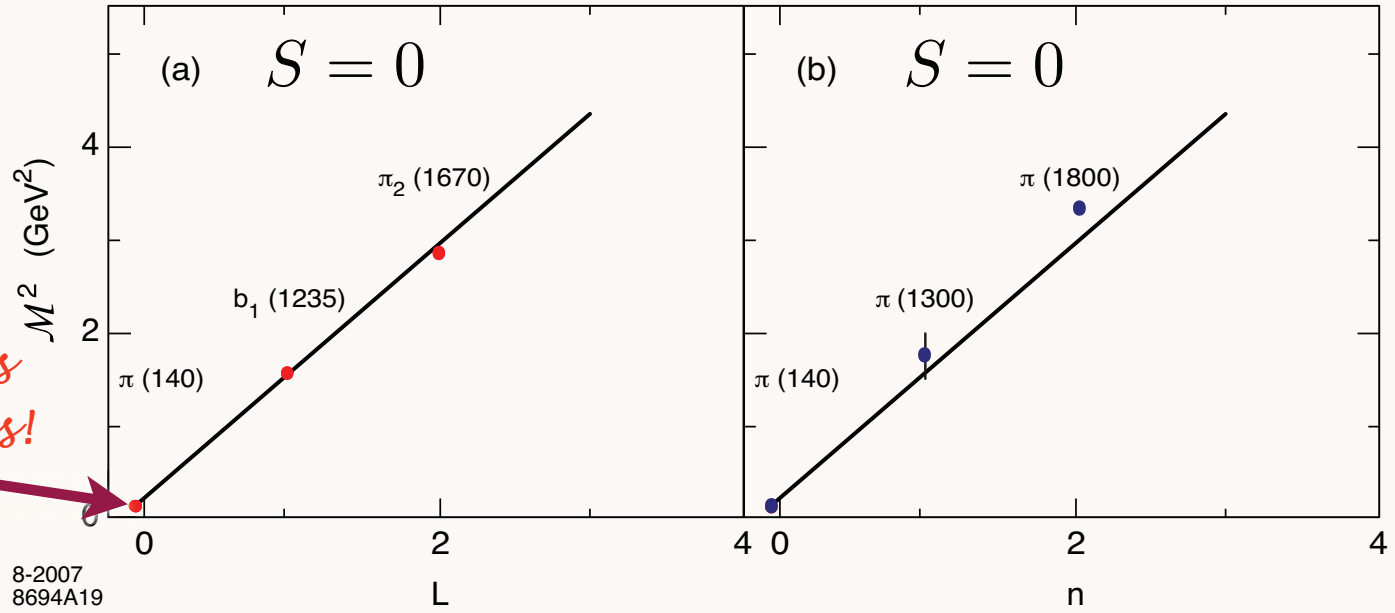 (a) S = 0
(b) S = 0
4
π₂ (1670)
π (1800)
ℳ² (GeV²)
b₁ (1235)
π (1300)
2
π (140)
π (140)
s!
0
0 2 4
0 2 4
L
n
8-2007
8694A19